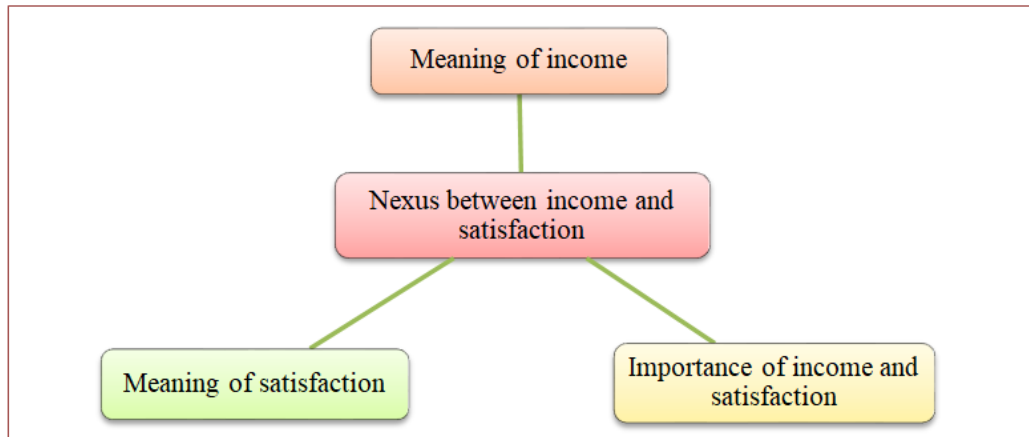 Meaning of income
Nexus between income and
satisfaction
Meaning of satisfaction
Importance of income and
satisfaction